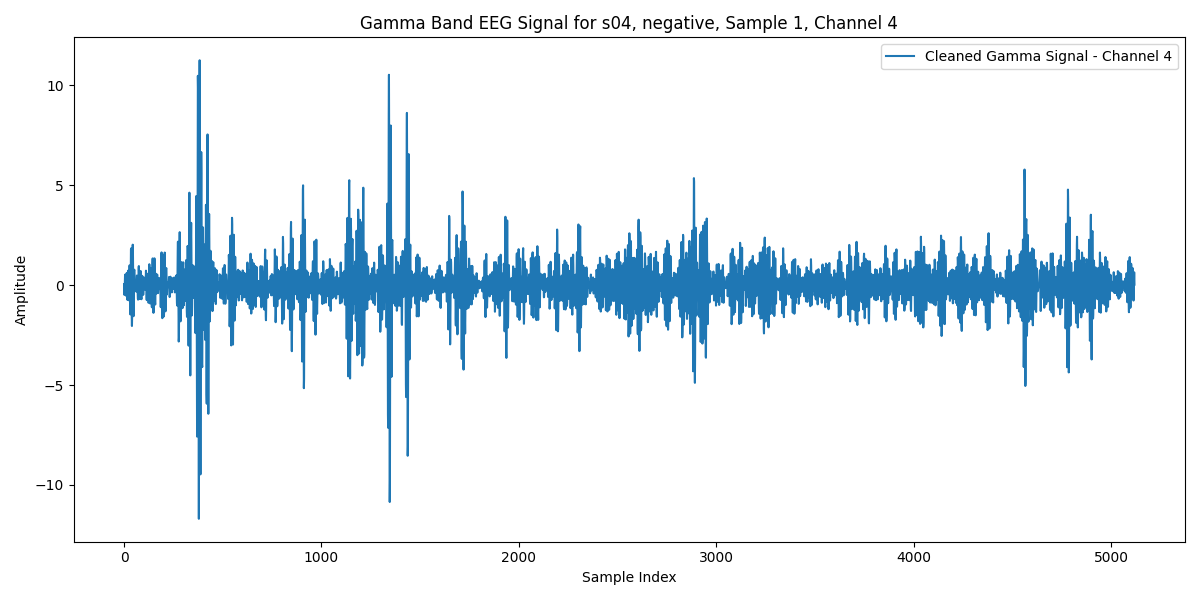 Gamma Band EEG Signal for s04, negative, Sample 1, Channel 4
Cleaned Gamma Signal - Channel 4
Amplitude
10
5
0
−5
−10
0 1000 2000 3000 4000 5000
Sample Index